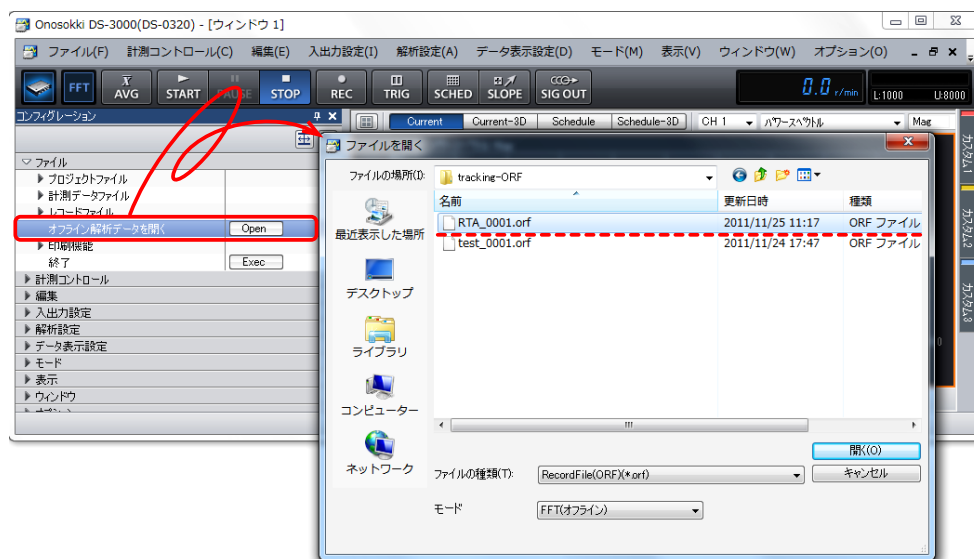 Onosokki DS-3000(DS-0320) - [ウィンドウ 1]
ファイル(F) 計測コントロール(C) 編集(E) 入出力設定(I) 解析設定(A) データ表示設定(D) モード(M) 表示(V) ウィンドウ(W) オプション(O)
FFT AVG START PAUSE STOP REC TRIG SCHED SLOPE SIG OUT 0.0 r/min L:1000 U:8000
コンフィグレーション
Current Current-3D Schedule Schedule-3D CH 1 パワースペクトル Mag
ファイル
プロジェクトファイル
計測データファイル
レコードファイル
オフライン解析データを開く Open
印刷機能
終了 Exec
計測コントロール
編集
入出力設定
解析設定
データ表示設定
モード
表示
ウィンドウ
ファイルを開く
ファイルの場所(I): tracking-ORF
名前 更新日時 種類
RTA_0001.orf 2011/11/25 11:17 ORF ファイル
test_0001.orf 2011/11/24 17:47 ORF ファイル
最近表示した場所
デスクトップ
ライブラリ
コンピューター
ネットワーク
開く(O)
ファイルの種類(T): RecordFile(ORF)(*.orf) キャンセル
モード FFT(オフライン)
カスタム1
カスタム2
カスタム3